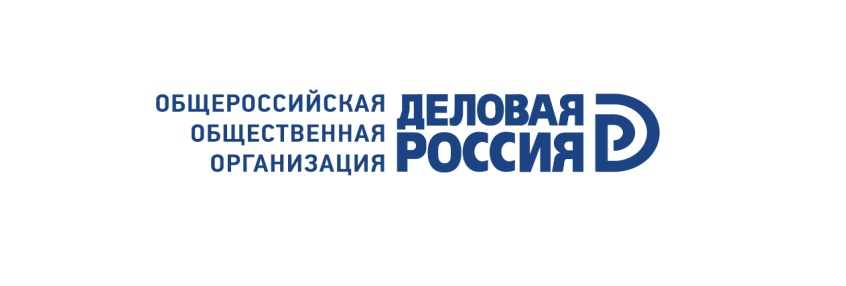 ОБЩЕРОССИЙСКАЯ
ОБЩЕСТВЕННАЯ
ОРГАНИЗАЦИЯ
ДЕЛОВАЯ
РОССИЯ